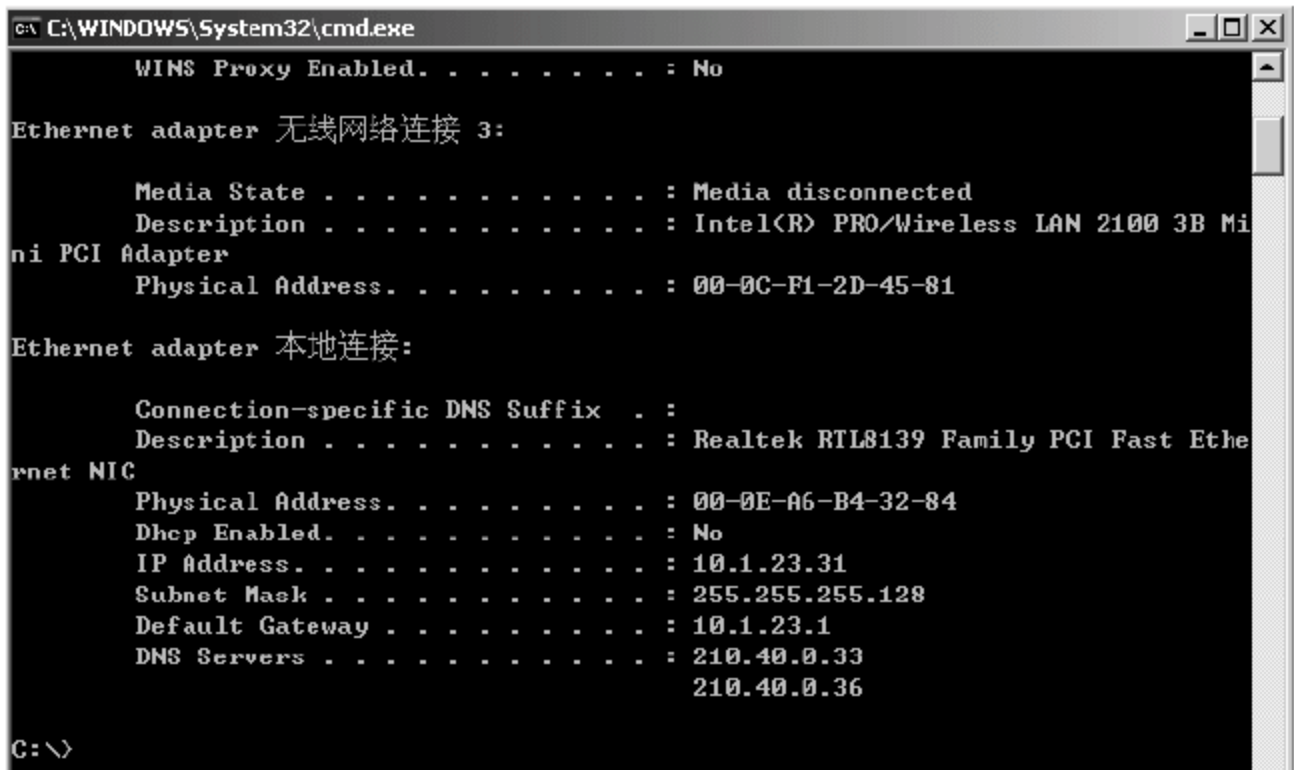 C:\WINDOWS\System32\cmd.exe
WINS Proxy Enabled. . . . . . . . : No
Ethernet adapter 无线网络连接 3:
Media State . . . . . . . . . . . : Media disconnected
Description . . . . . . . . . . . : Intel(R) PRO/Wireless LAN 2100 3B Mi
ni PCI Adapter
Physical Address. . . . . . . . . : 00-0C-F1-2D-45-81
Ethernet adapter 本地连接:
Connection-specific DNS Suffix  . :
Description . . . . . . . . . . . : Realtek RTL8139 Family PCI Fast Ethe
rnet NIC
Physical Address. . . . . . . . . : 00-0E-A6-B4-32-84
Dhcp Enabled. . . . . . . . . . . : No
IP Address. . . . . . . . . . . . : 10.1.23.31
Subnet Mask . . . . . . . . . . . : 255.255.255.128
Default Gateway . . . . . . . . . : 10.1.23.1
DNS Servers . . . . . . . . . . . : 210.40.0.33
210.40.0.36
C:\>